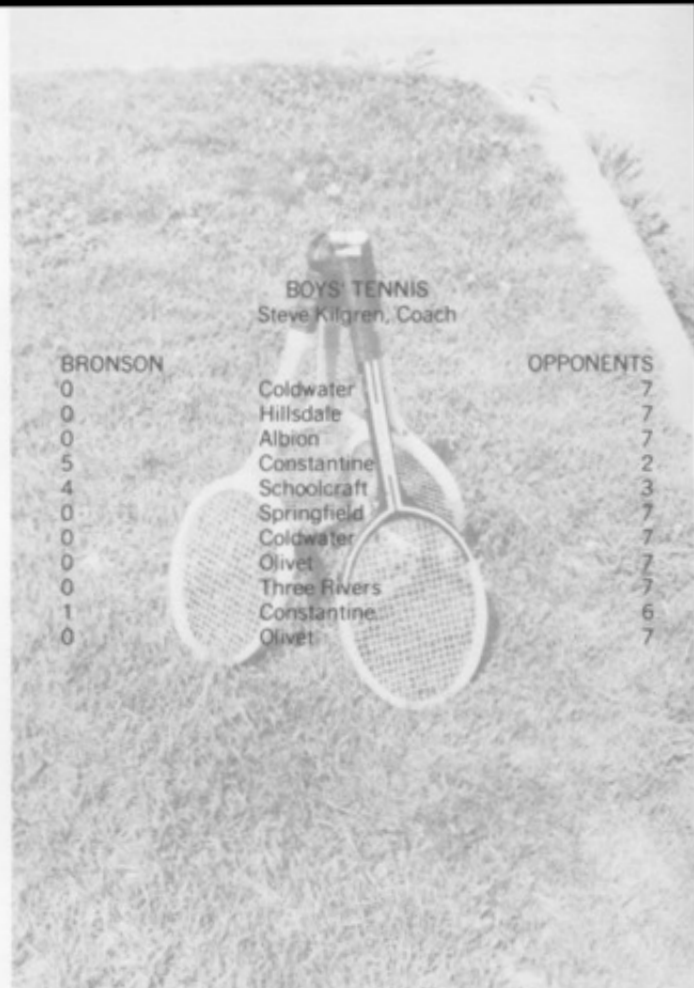 BOYS' TENNIS
Steve Kilgren, Coach
BRONSON OPPONENTS
0 Coldwater 7
0 Hillsdale 7
0 Albion 7
5 Constantine 2
4 Schoolcraft 3
0 Springfield 7
0 Coldwater 7
0 Olivet 7
0 Three Rivers 7
1 Constantine 6
0 Olivet 7